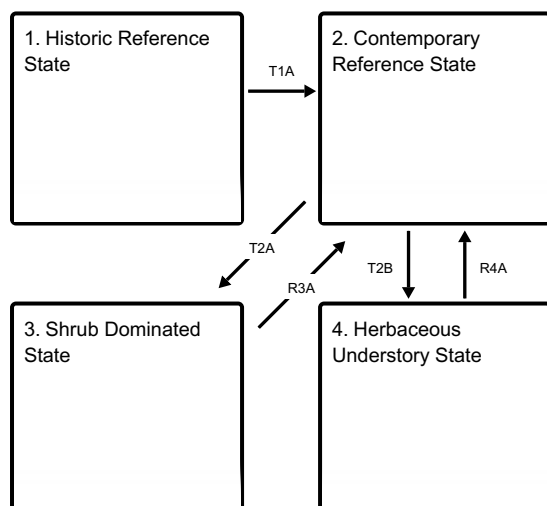 1. Historic Reference
State
T1A
2. Contemporary
Reference State
T2A
R3A
T2B
R4A
3. Shrub Dominated
State
4. Herbaceous
Understory State